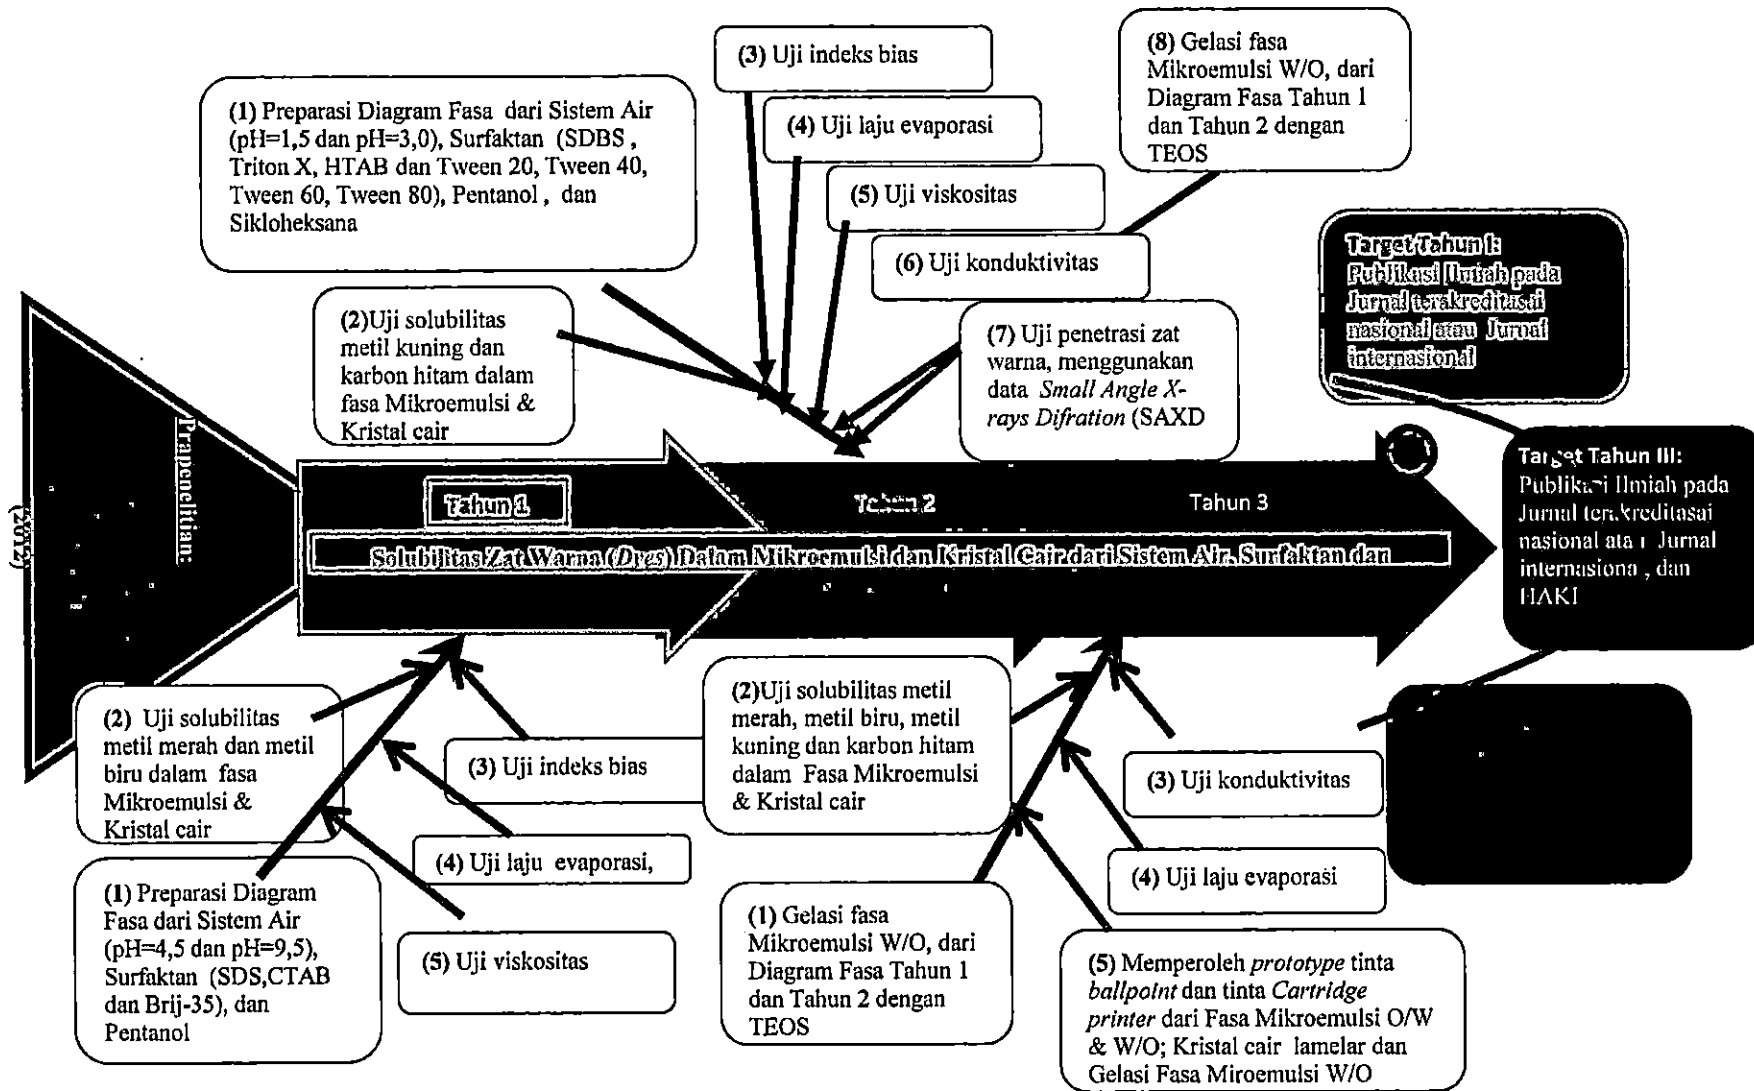 (3) Uji indeks bias
(8) Gelasi fasa
Mikroemulsi W/O, dari
Diagram Fasa Tahun 1
dan Tahun 2 dengan
TEOS
(1) Preparasi Diagram Fasa dari Sistem Air
(pH=1,5 dan pH=3,0), Surfaktan (SDBS ,
Triton X, HTAB dan Tween 20, Tween 40,
Tween 60, Tween 80), Pentanol , dan
Sikloheksana
(4) Uji laju evaporasi
(5) Uji viskositas
(6) Uji konduktivitas
Target Tahun I:
Publikasi Ilmiah pada
Jurnal terakreditasai
nasional atau Jurnal
internasional
(2)Uji solubilitas
metil kuning dan
karbon hitam dalam
fasa Mikroemulsi &
Kristal cair
(7) Uji penetrasi zat
warna, menggunakan
data Small Angle X-
rays Difration (SAXD
Prapenelitian:
(2012)
Tahun 1
Tahun 2
Tahun 3
Solubilitas Zat Warna (Dyes) Dalam Mikroemulsi dan Kristal Cair dari Sistem Air, Surfaktan dan
Target Tahun III:
Publikasi Ilmiah pada
Jurnal terakreditasai
nasional atau Jurnal
internasional , dan
HAKI
(2) Uji solubilitas
metil merah dan metil
biru dalam fasa
Mikroemulsi &
Kristal cair
(3) Uji indeks bias
(4) Uji laju evaporasi,
(5) Uji viskositas
(1) Preparasi Diagram
Fasa dari Sistem Air
(pH=4,5 dan pH=9,5),
Surfaktan (SDS,CTAB
dan Brij-35), dan
Pentanol
(2)Uji solubilitas metil
merah, metil biru, metil
kuning dan karbon hitam
dalam Fasa Mikroemulsi
& Kristal cair
(3) Uji konduktivitas
(4) Uji laju evaporasi
(1) Gelasi fasa
Mikroemulsi W/O, dari
Diagram Fasa Tahun 1
dan Tahun 2 dengan
TEOS
(5) Memperoleh prototype tinta
ballpoint dan tinta Cartridge
printer dari Fasa Mikroemulsi O/W
& W/O; Kristal cair lamelar dan
Gelasi Fasa Miroemulsi W/O